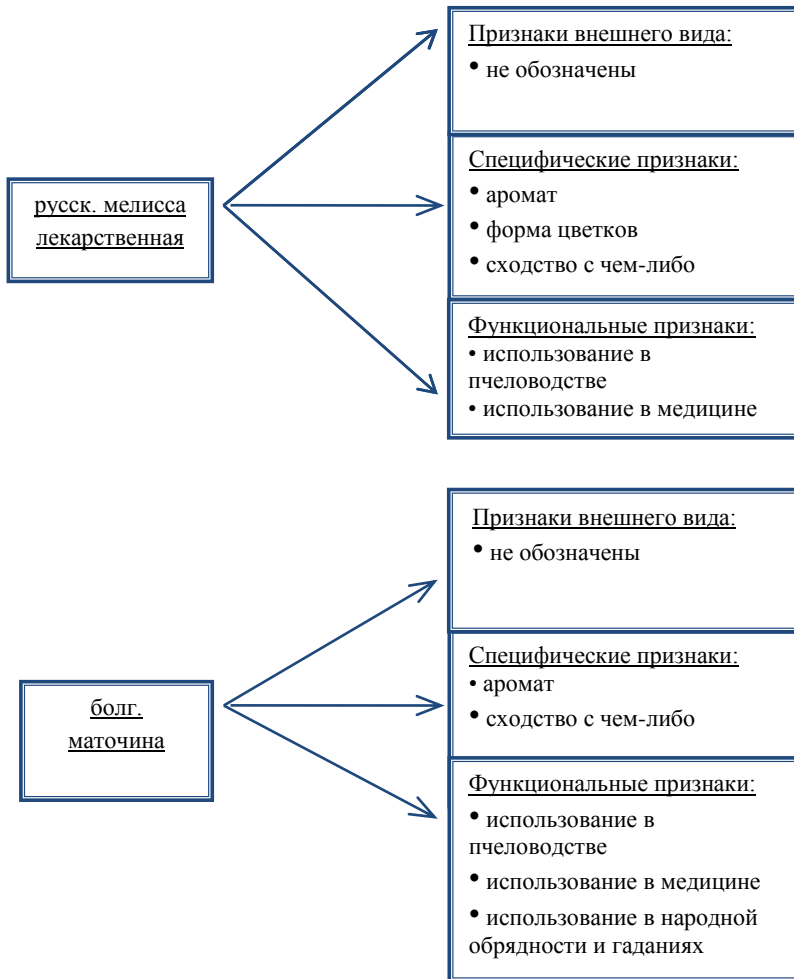 русск. мелисса
лекарственная
Признаки внешнего вида:
• не обозначены
Специфические признаки:
• аромат
• форма цветков
• сходство с чем-либо
Функциональные признаки:
• использование в
пчеловодстве
• использование в медицине
болг.
маточина
Признаки внешнего вида:
• не обозначены
Специфические признаки:
• аромат
• сходство с чем-либо
Функциональные признаки:
• использование в
пчеловодстве
• использование в медицине
• использование в народной
обрядности и гаданиях